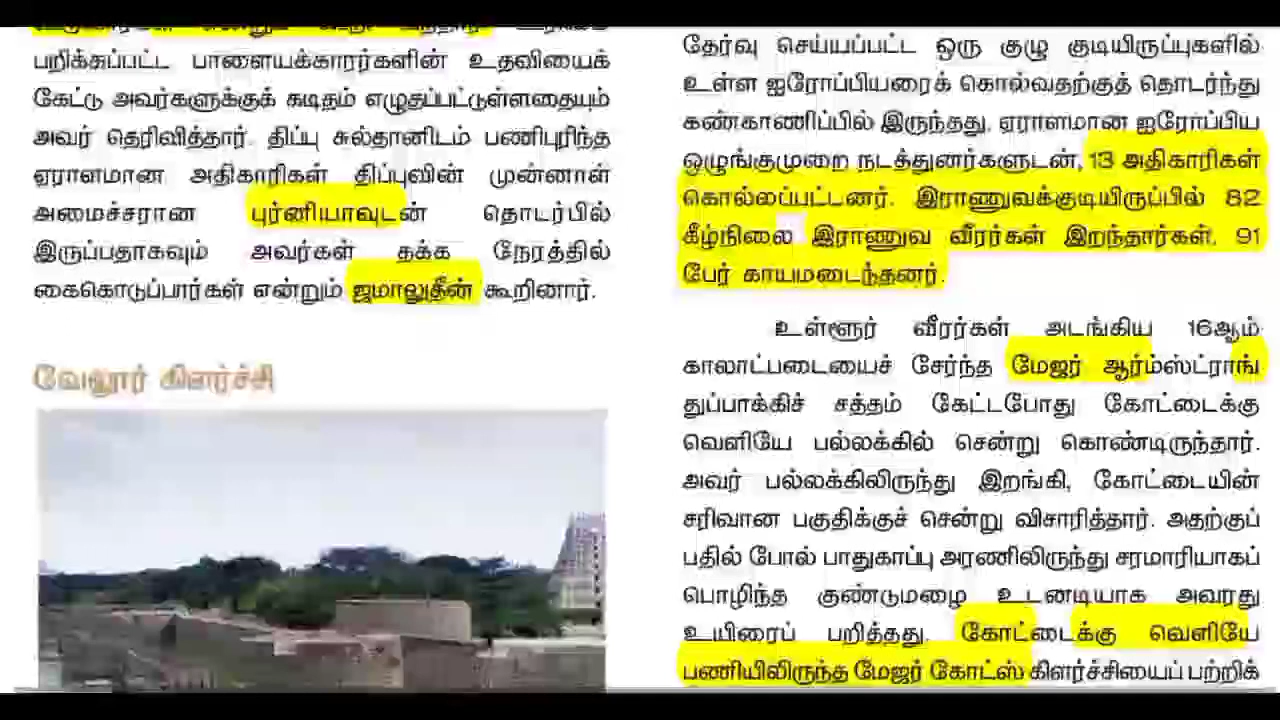 பறிக்கப்பட்ட பாளையக்காரர்களின் உதவியைக்
கேட்டு அவர்களுக்குக் கடிதம் எழுதப்பட்டுள்ளதையும்
அவர் தெரிவித்தார். திப்பு சுல்தானிடம் பணிபுரிந்த
ஏராளமான அதிகாரிகள் திப்புவின் முன்னாள்
அமைச்சரான புர்னியாவுடன் தொடர்பில்
இருப்பதாகவும் அவர்கள் தக்க நேரத்தில்
கைகொடுப்பார்கள் என்றும் ஜமாலுதீன் கூறினார்.
வேலூர் கிளர்ச்சி
தேர்வு செய்யப்பட்ட ஒரு குழு குடியிருப்புகளில்
உள்ள ஐரோப்பியரைக் கொல்வதற்குத் தொடர்ந்து
கண்காணிப்பில் இருந்தது. ஏராளமான ஐரோப்பிய
ஒழுங்குமுறை நடத்துனர்களுடன், 13 அதிகாரிகள்
கொல்லப்பட்டனர். இராணுவக்குடியிருப்பில் 82
கீழ்நிலை இராணுவ வீரர்கள் இறந்தார்கள். 91
பேர் காயமடைந்தனர்.
உள்ளூர் வீரர்கள் அடங்கிய 16ஆம்
காலாட்படையைச் சேர்ந்த மேஜர் ஆர்ம்ஸ்ட்ராங்
துப்பாக்கிச் சத்தம் கேட்டபோது கோட்டைக்கு
வெளியே பல்லக்கில் சென்று கொண்டிருந்தார்.
அவர் பல்லக்கிலிருந்து இறங்கி, கோட்டையின்
சரிவான பகுதிக்குச் சென்று விசாரித்தார். அதற்குப்
பதில் போல் பாதுகாப்பு அரணிலிருந்து சரமாரியாகப்
பொழிந்த குண்டுமழை உடனடியாக அவரது
உயிரைப் பறித்தது. கோட்டைக்கு வெளியே
பணியிலிருந்த மேஜர் கோட்ஸ் கிளர்ச்சியைப் பற்றிக்